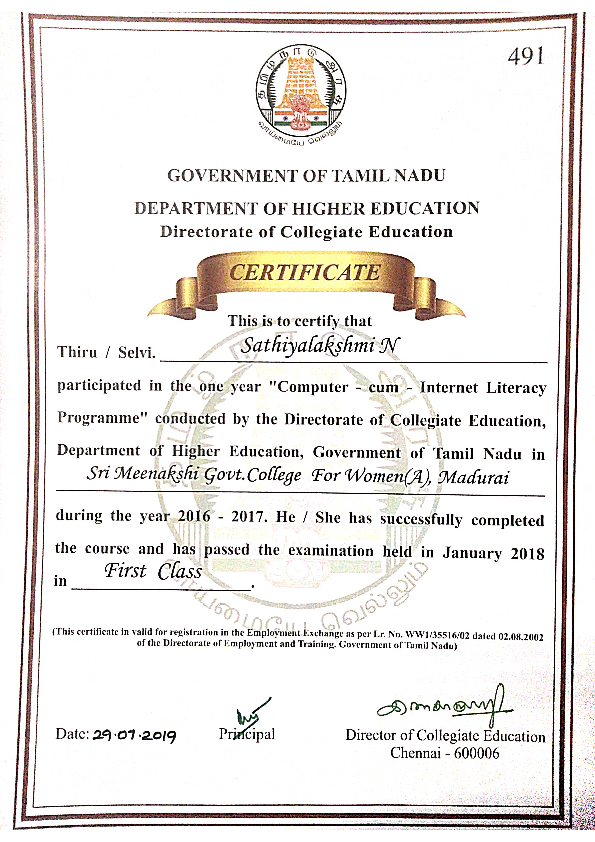 491
தமிழ்நாடு அரசு
வாய்மையே வெல்லும்
GOVERNMENT OF TAMIL NADU
DEPARTMENT OF HIGHER EDUCATION
Directorate of Collegiate Education
CERTIFICATE
This is to certify that
Thiru / Selvi. Sathiyalakshmi N
participated in the one year "Computer - cum - Internet Literacy
Programme" conducted by the Directorate of Collegiate Education,
Department of Higher Education, Government of Tamil Nadu in
Sri Meenakshi Govt.College For Women(A), Madurai
during the year 2016 - 2017. He / She has successfully completed
the course and has passed the examination held in January 2018
in First Class.
வாய்மையே வெல்லும்
(This certificate in valid for registration in the Employment Exchange as per Lr. No. WW1/35516/02 dated 02.08.2002
of the Directorate of Employment and Training. Government of Tamil Nadu)
Date: 29.07.2019
Principal
Director of Collegiate Education
Chennai - 600006